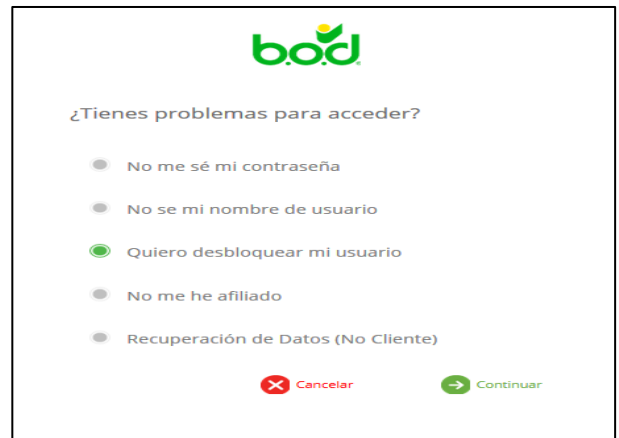 b.o.d.
¿Tienes problemas para acceder?
No me sé mi contraseña
No se mi nombre de usuario
Quiero desbloquear mi usuario
No me he afiliado
Recuperación de Datos (No Cliente)
Cancelar Continuar